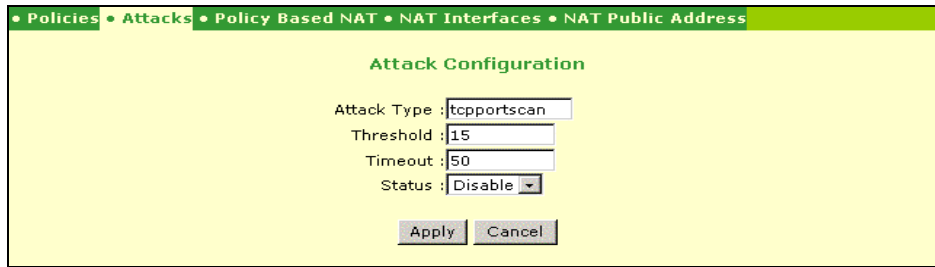 • Policies • Attacks • Policy Based NAT • NAT Interfaces • NAT Public Address
Attack Configuration
Attack Type : tcpportscan
Threshold : 15
Timeout : 50
Status : Disable
Apply Cancel